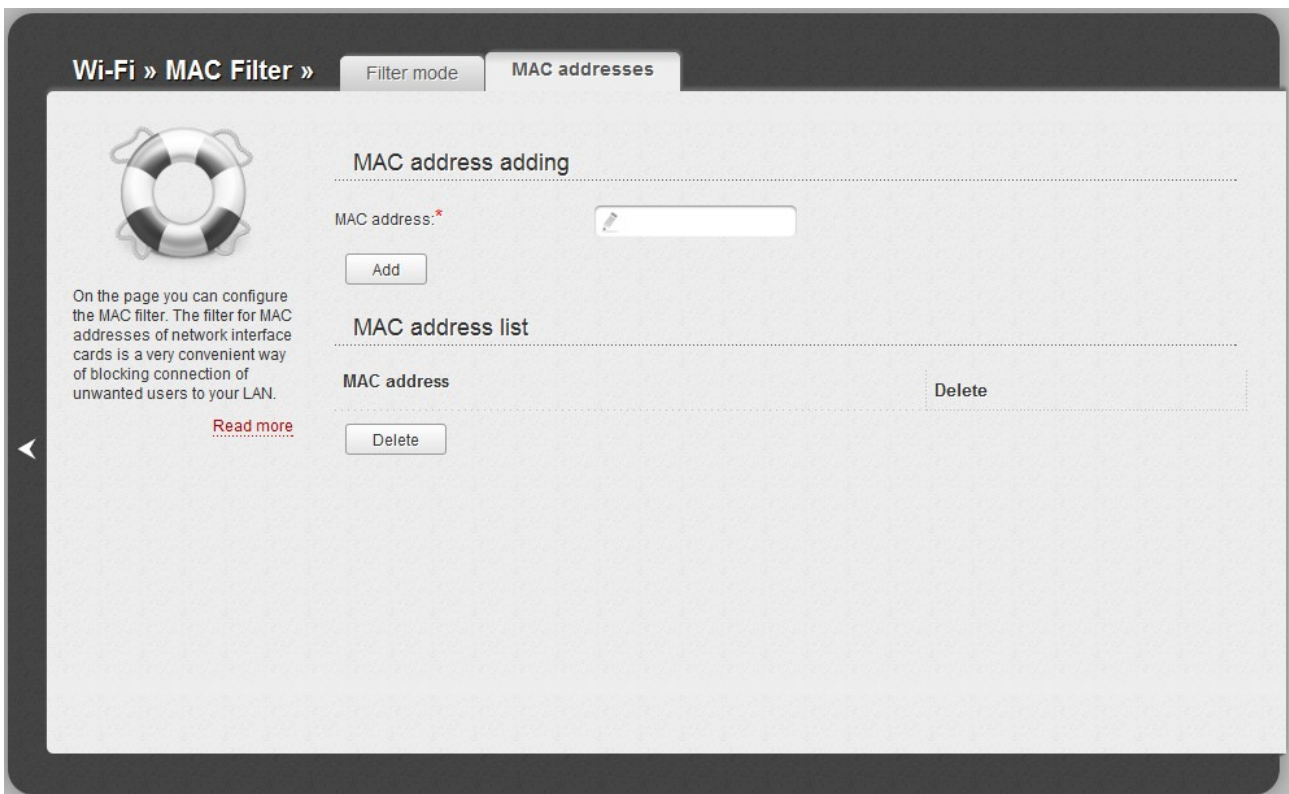 Wi-Fi » MAC Filter »
Filter mode
MAC addresses
On the page you can configure
the MAC filter. The filter for MAC
addresses of network interface
cards is a very convenient way
of blocking connection of
unwanted users to your LAN.
Read more
MAC address adding
MAC address:*
Add
MAC address list
MAC address
Delete
Delete